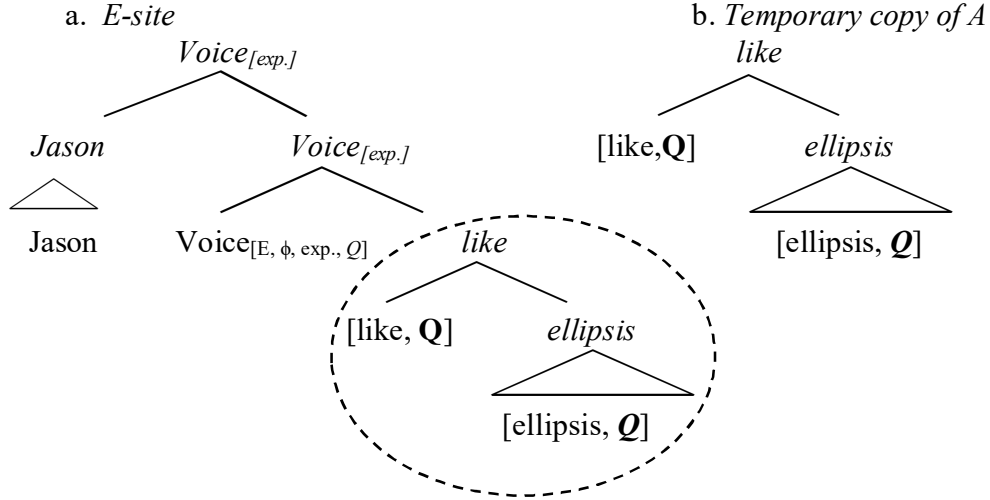 a. E-site b. Temporary copy of A
Voice[exp.] like
Jason Voice[exp.] [like,Q] ellipsis
Jason Voice[E, ϕ, exp., Q] like [ellipsis, Q]
[like, Q] ellipsis
[ellipsis, Q]